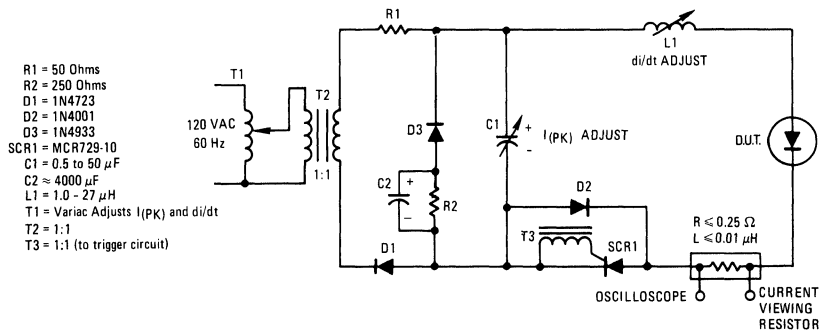 R1 = 50 Ohms
R2 = 250 Ohms
D1 = 1N4723
D2 = 1N4001
D3 = 1N4933
SCR1 = MCR729-10
C1 = 0.5 to 50 μF
C2 ≈ 4000 μF
L1 = 1.0 - 27 μH
T1 = Variac Adjusts I(PK) and di/dt
T2 = 1:1
T3 = 1:1 (to trigger circuit)
T1
120 VAC
60 Hz
T2
1:1
R1
D3
C2
+
–
R2
D1
C1
+
–
I(PK) ADJUST
L1
di/dt ADJUST
D.U.T.
D2
T3
SCR1
R ≤ 0.25 Ω
L ≤ 0.01 μH
OSCILLOSCOPE
CURRENT
VIEWING
RESISTOR